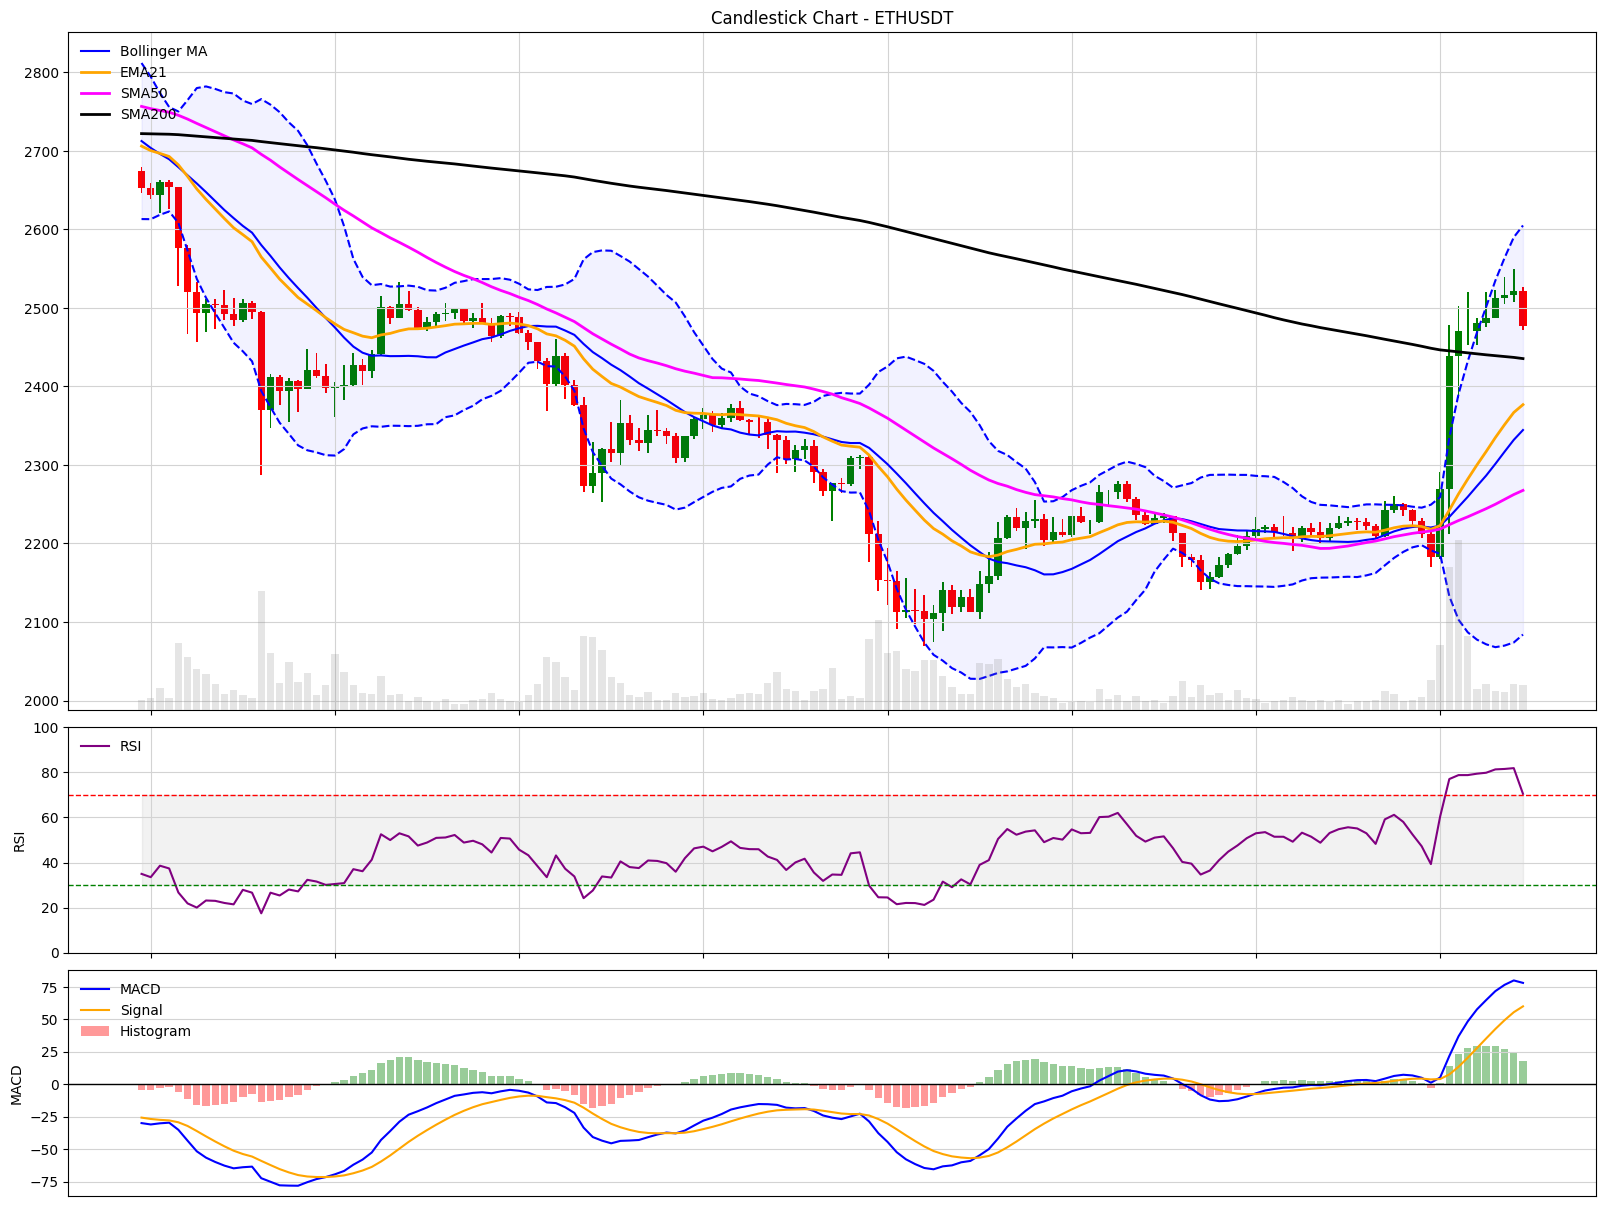 Candlestick Chart - ETHUSDT
Bollinger MA
EMA21
SMA50
SMA200
2800
2700
2600
2500
2400
2300
2200
2100
2000
RSI
100
80
60
40
20
0
RSI
MACD
Signal
Histogram
75
50
25
0
−25
−50
−75
MACD